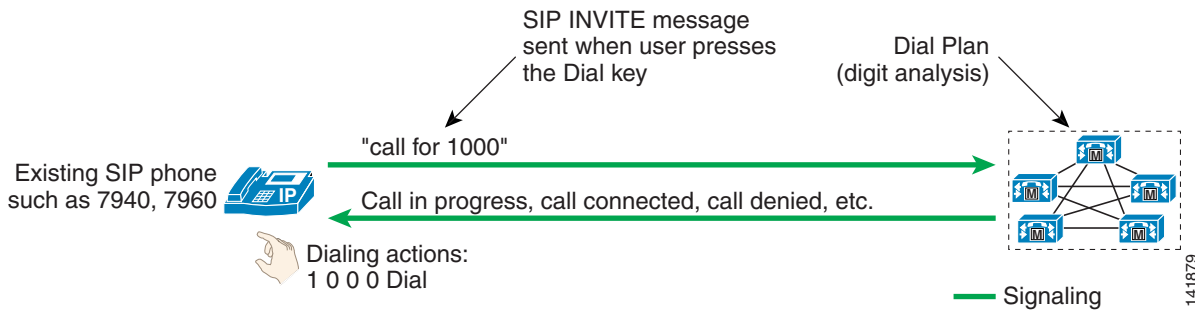 SIP INVITE message
sent when user presses
the Dial key
Dial Plan
(digit analysis)
"call for 1000"
Existing SIP phone
such as 7940, 7960
IP
M
M
M
M
M
Call in progress, call connected, call denied, etc.
Dialing actions:
1 0 0 0 Dial
Signaling
141879